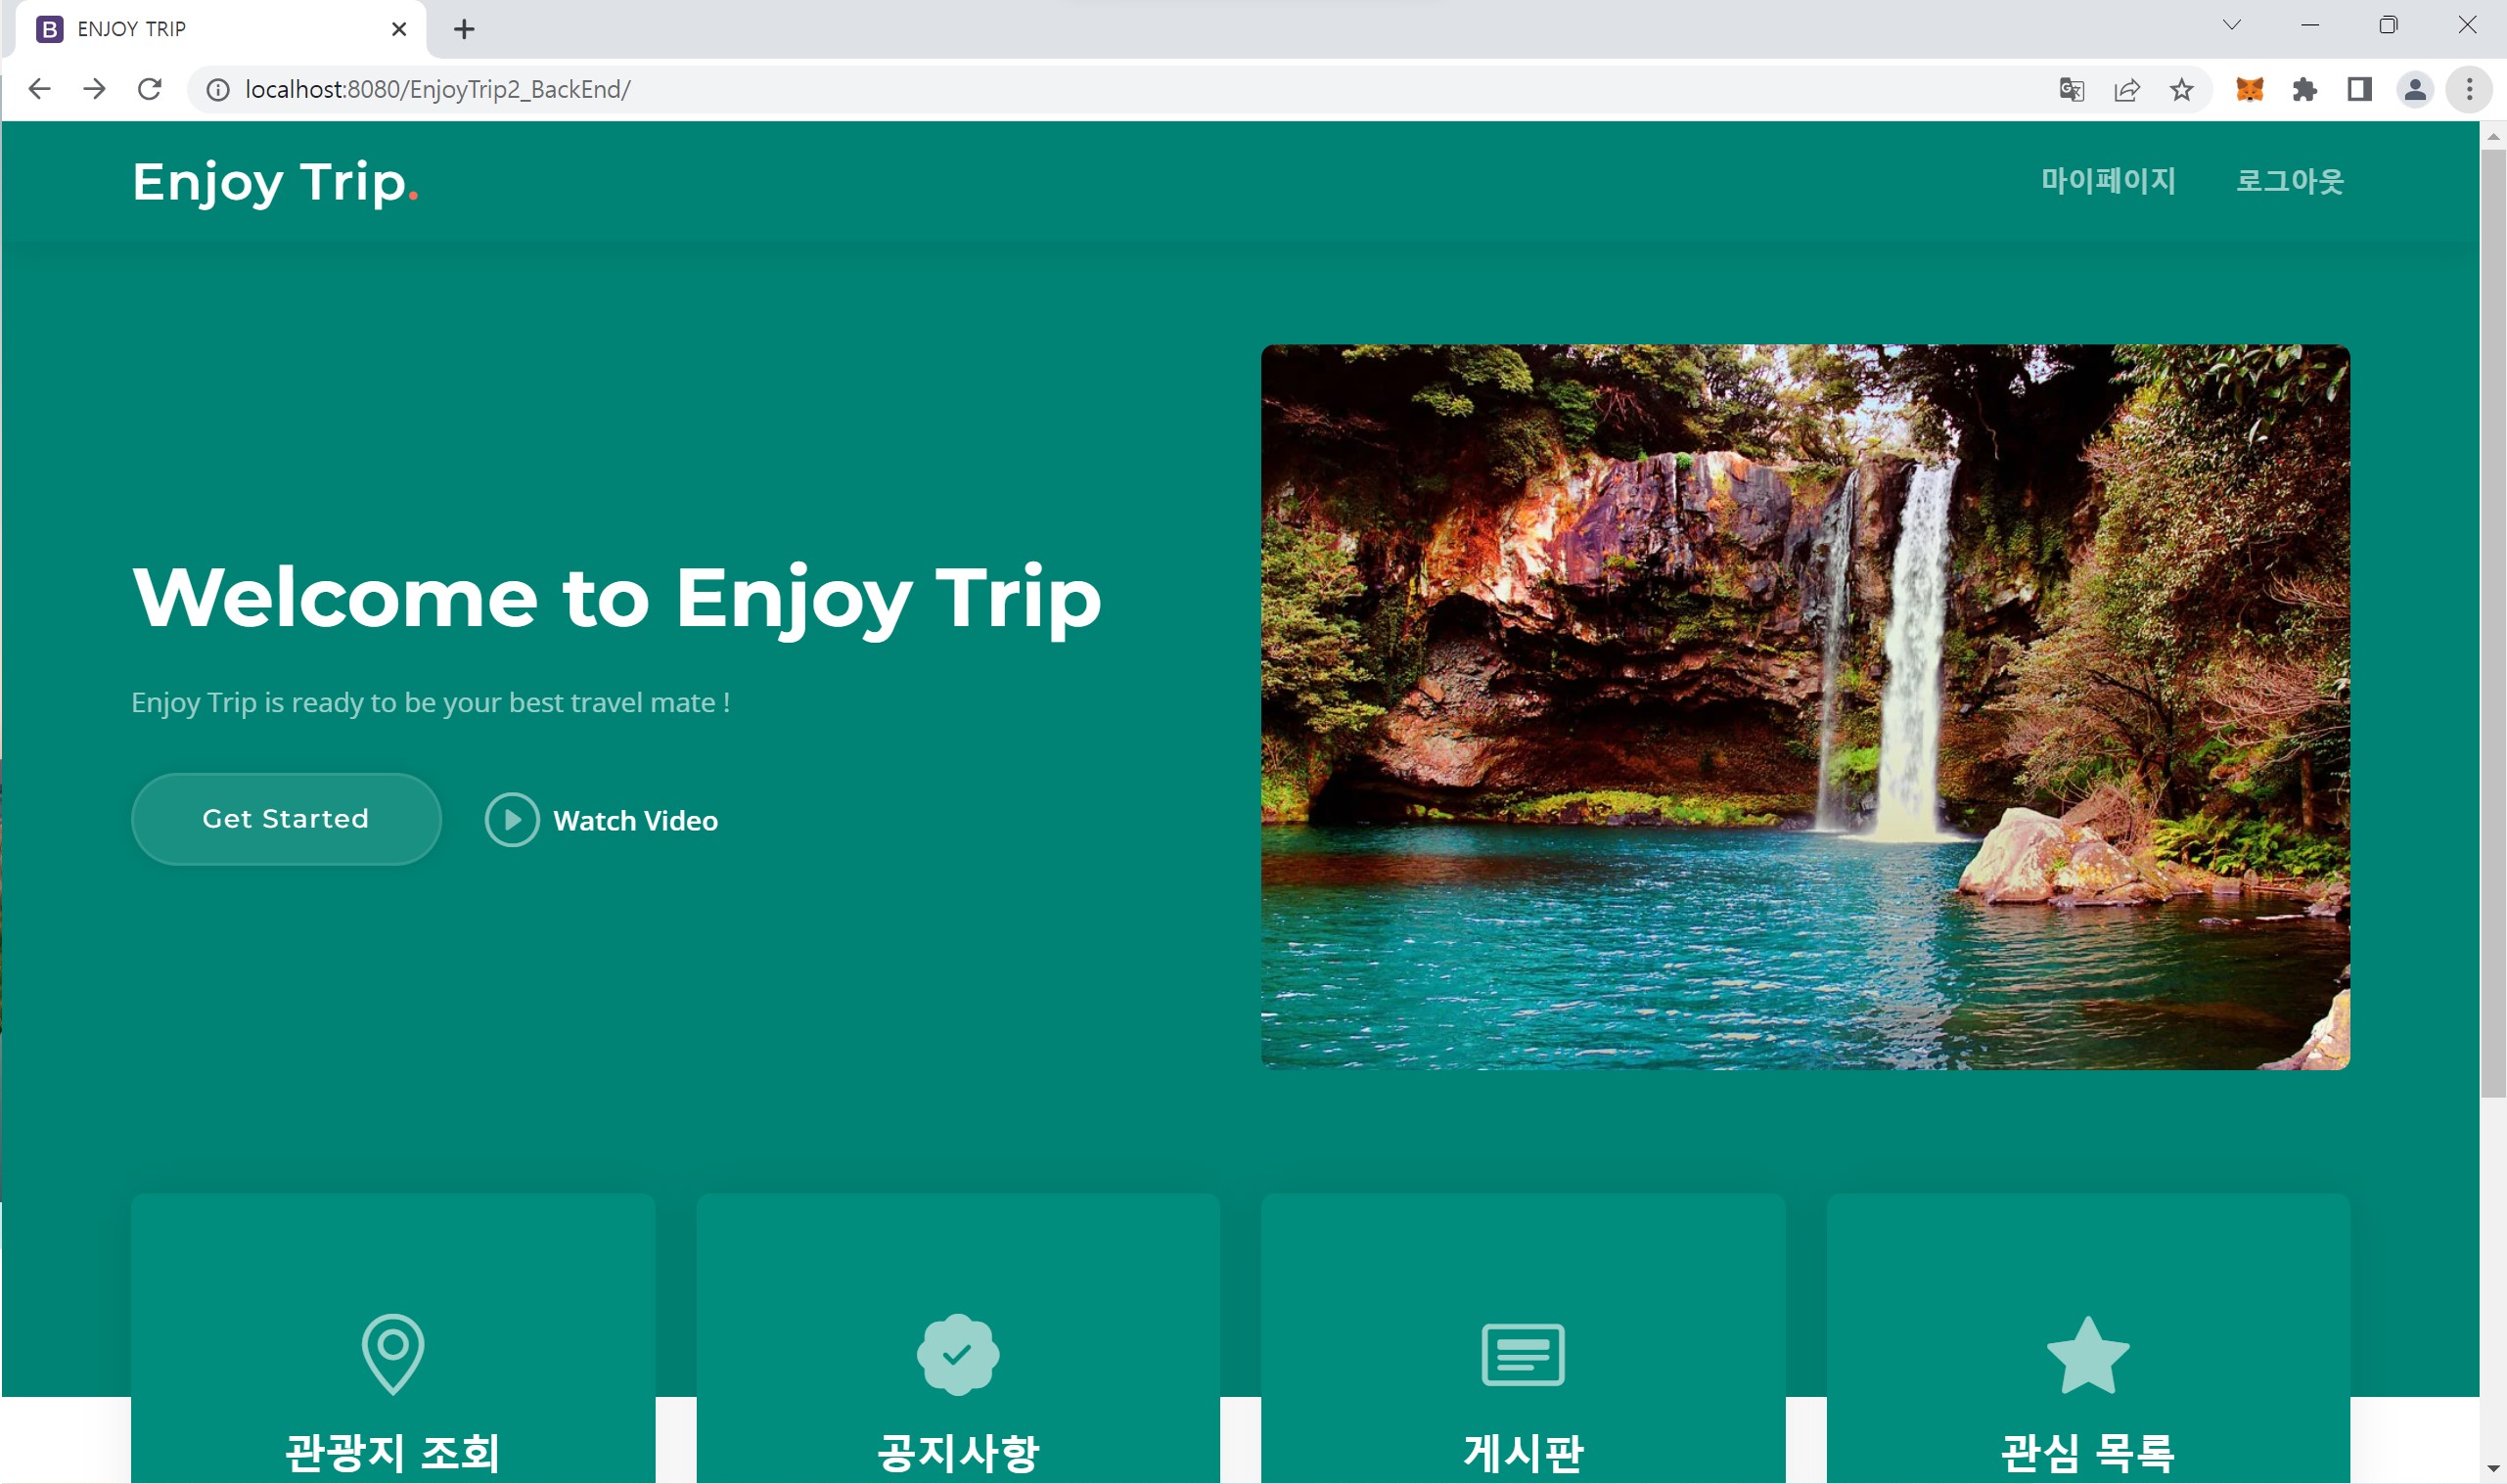 ENJOY TRIP
localhost:8080/EnjoyTrip2_BackEnd/
Enjoy Trip.
마이페이지 로그아웃
Welcome to Enjoy Trip
Enjoy Trip is ready to be your best travel mate !
Get Started Watch Video
관광지 조회 공지사항 게시판 관심 목록